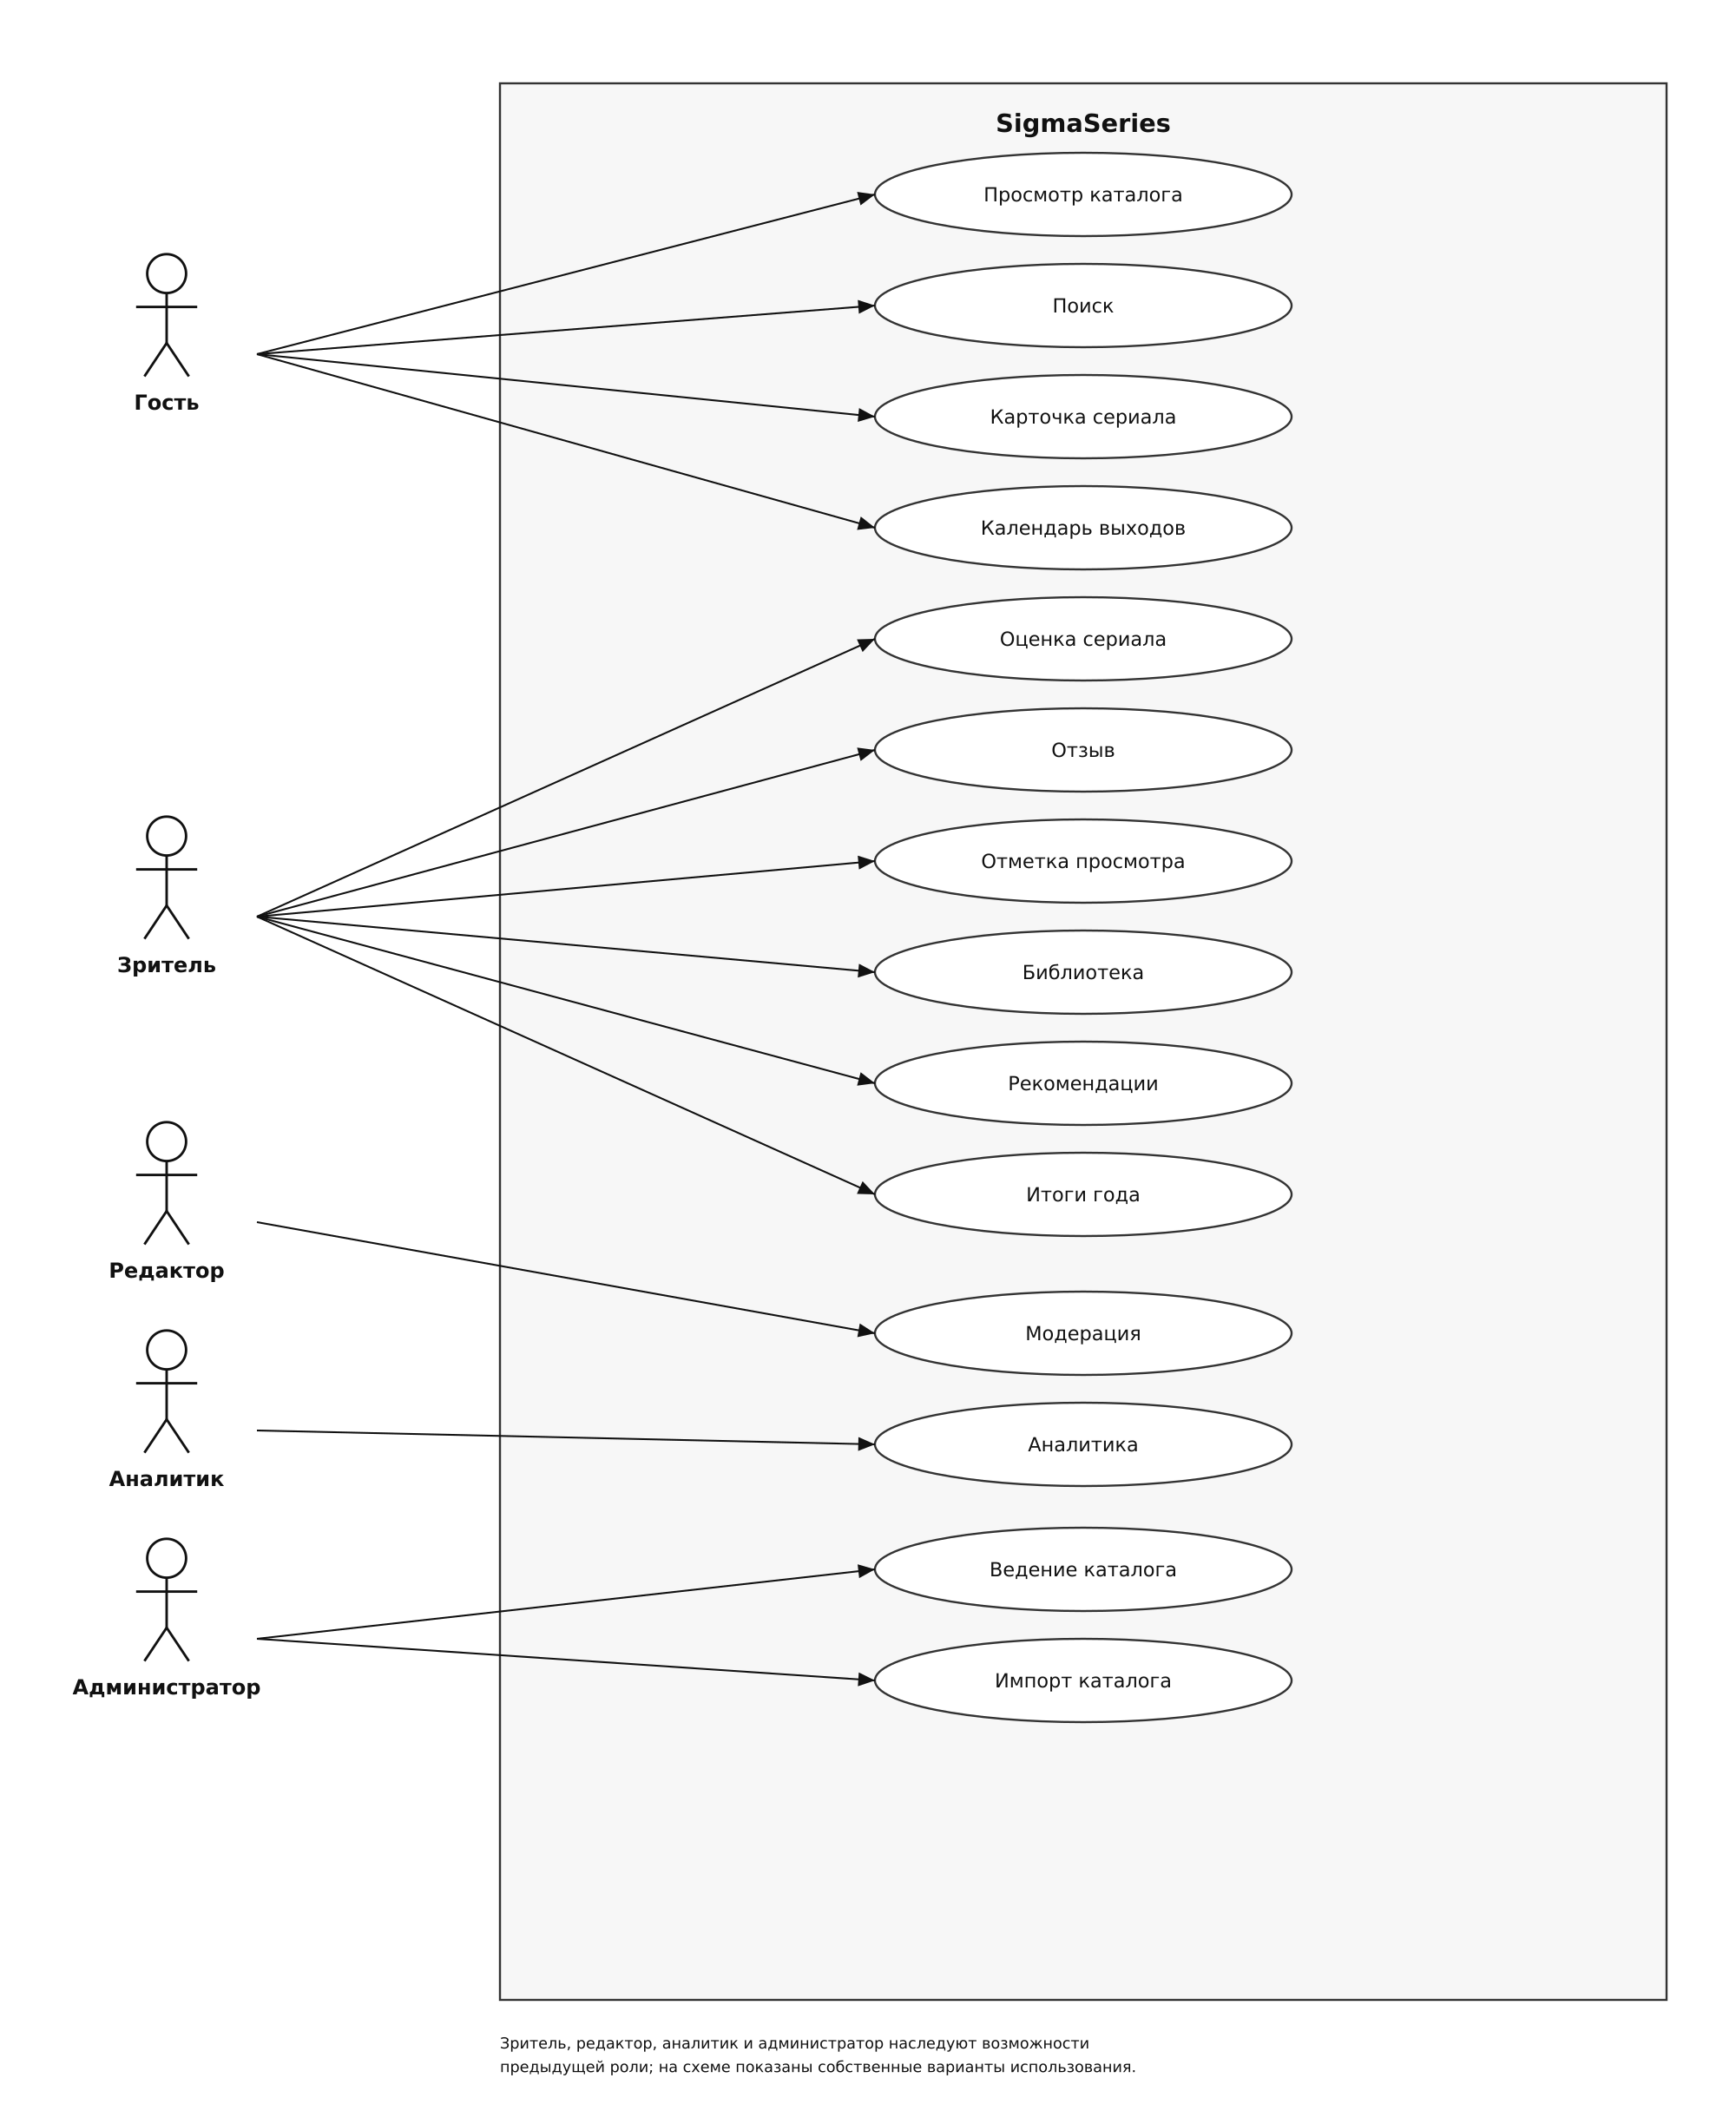 SigmaSeries
Просмотр каталога
Поиск
Гость
Карточка сериала
Календарь выходов
Оценка сериала
Отзыв
Отметка просмотра
Зритель
Библиотека
Рекомендации
Итоги года
Редактор
Модерация
Аналитика
Аналитик
Ведение каталога
Импорт каталога
Администратор
Зритель, редактор, аналитик и администратор наследуют возможности
предыдущей роли; на схеме показаны собственные варианты использования.